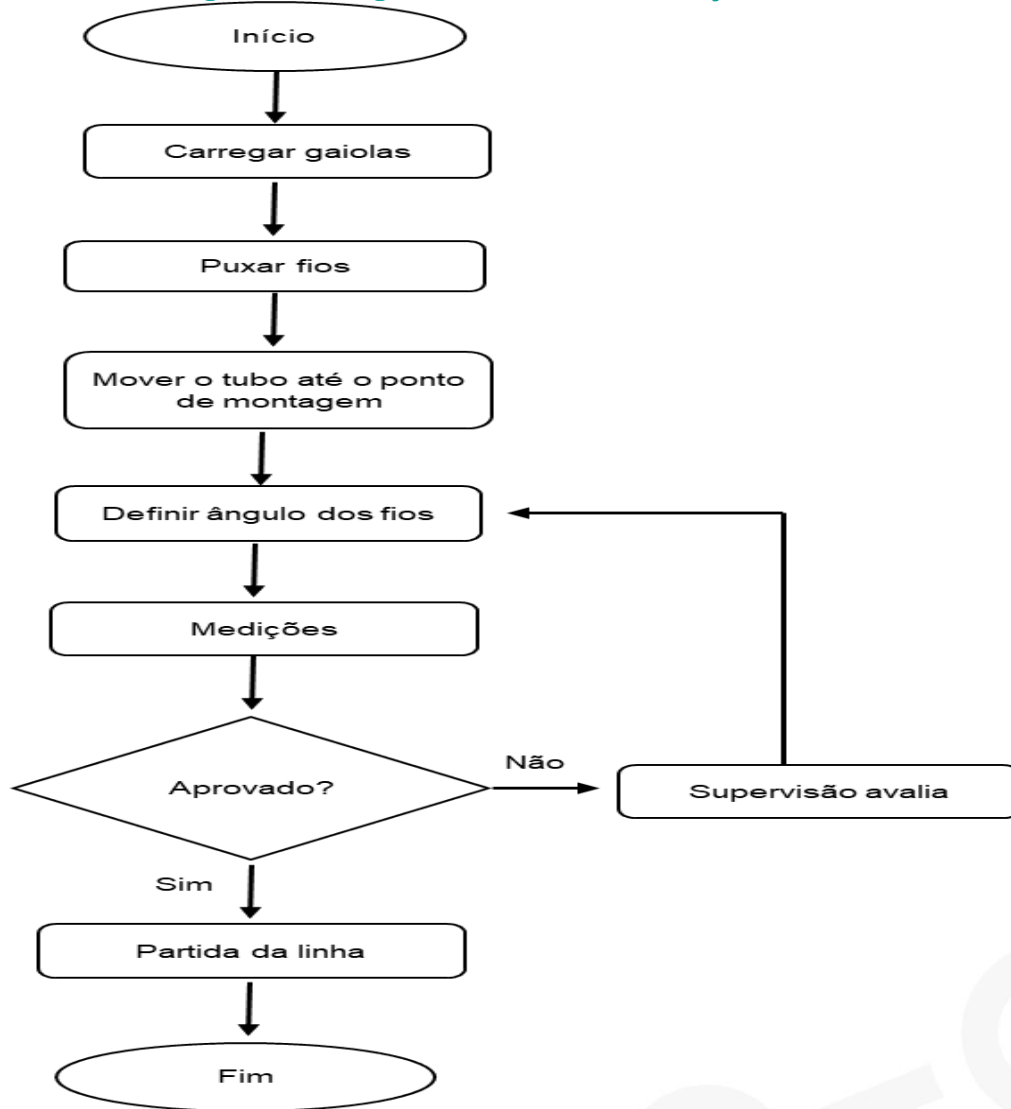 Início
Carregar gaiolas
Puxar fios
Mover o tubo até o ponto
de montagem
Definir ângulo dos fios
Medições
Aprovado?
Não
Supervisão avalia
Sim
Partida da linha
Fim